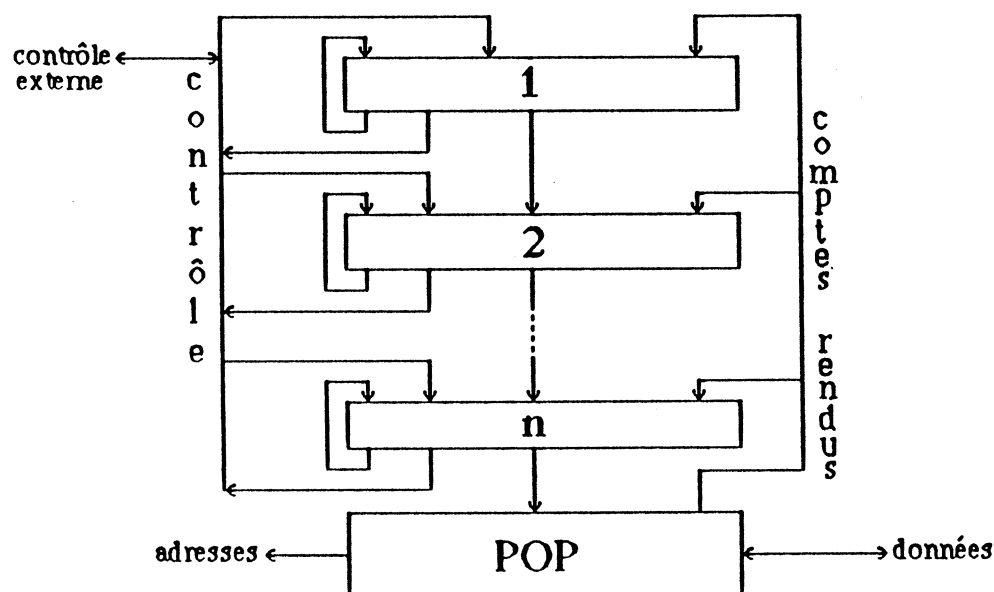 contrôle
externe
contrôle
1
2
n
comptes rendus
POP
adresses
données